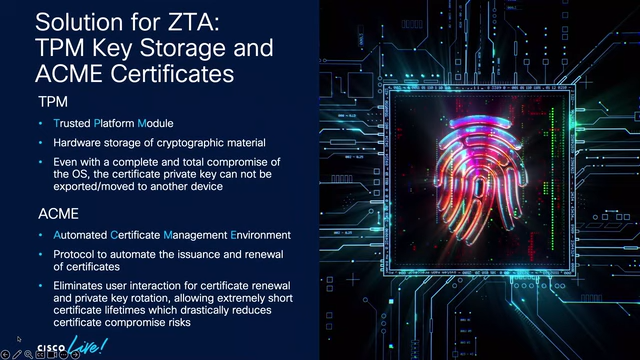 Solution for ZTA:
TPM Key Storage and
ACME Certificates
TPM
• Trusted Platform Module
• Hardware storage of cryptographic material
• Even with a complete and total compromise of
the OS, the certificate private key can not be
exported/moved to another device
ACME
• Automated Certificate Management Environment
• Protocol to automate the issuance and renewal
of certificates
• Eliminates user interaction for certificate renewal
and private key rotation, allowing extremely short
certificate lifetimes which drastically reduces
certificate compromise risks
CISCO Live!